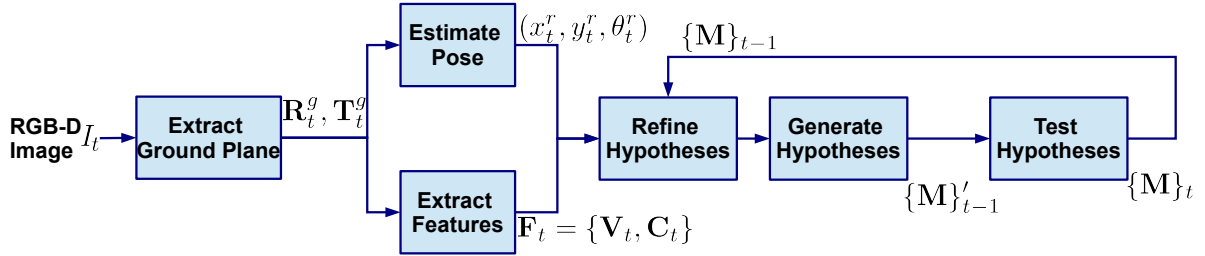 RGB-D
Image
I_t
Extract
Ground Plane
R_t^g, T_t^g
Estimate
Pose
(x_t^r, y_t^r, θ_t^r)
Extract
Features
F_t = {V_t, C_t}
Refine
Hypotheses
{M}_{t−1}
Generate
Hypotheses
{M}'_{t−1}
Test
Hypotheses
{M}_t